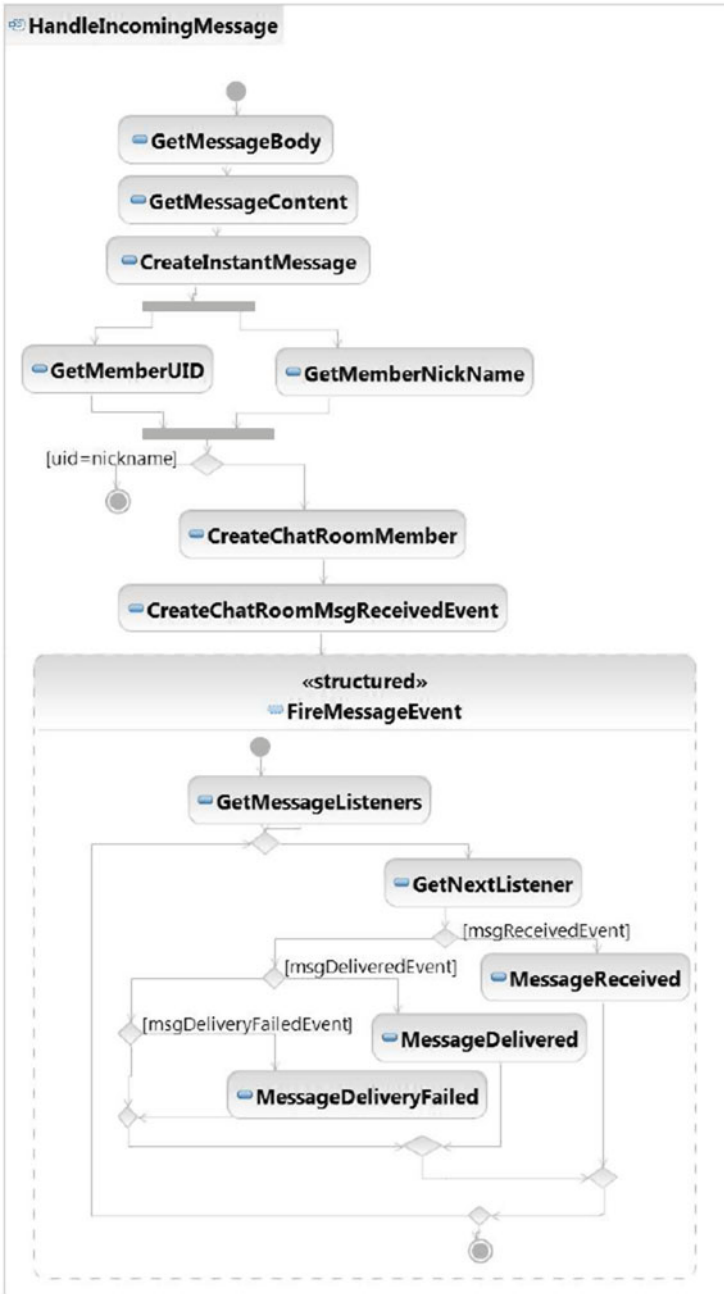 HandleIncomingMessage
GetMessageBody
GetMessageContent
CreateInstantMessage
GetMemberUID
GetMemberNickName
[uid=nickname]
CreateChatRoomMember
CreateChatRoomMsgReceivedEvent
«structured»
FireMessageEvent
GetMessageListeners
GetNextListener
[msgReceivedEvent]
[msgDeliveredEvent]
MessageReceived
[msgDeliveryFailedEvent]
MessageDelivered
MessageDeliveryFailed